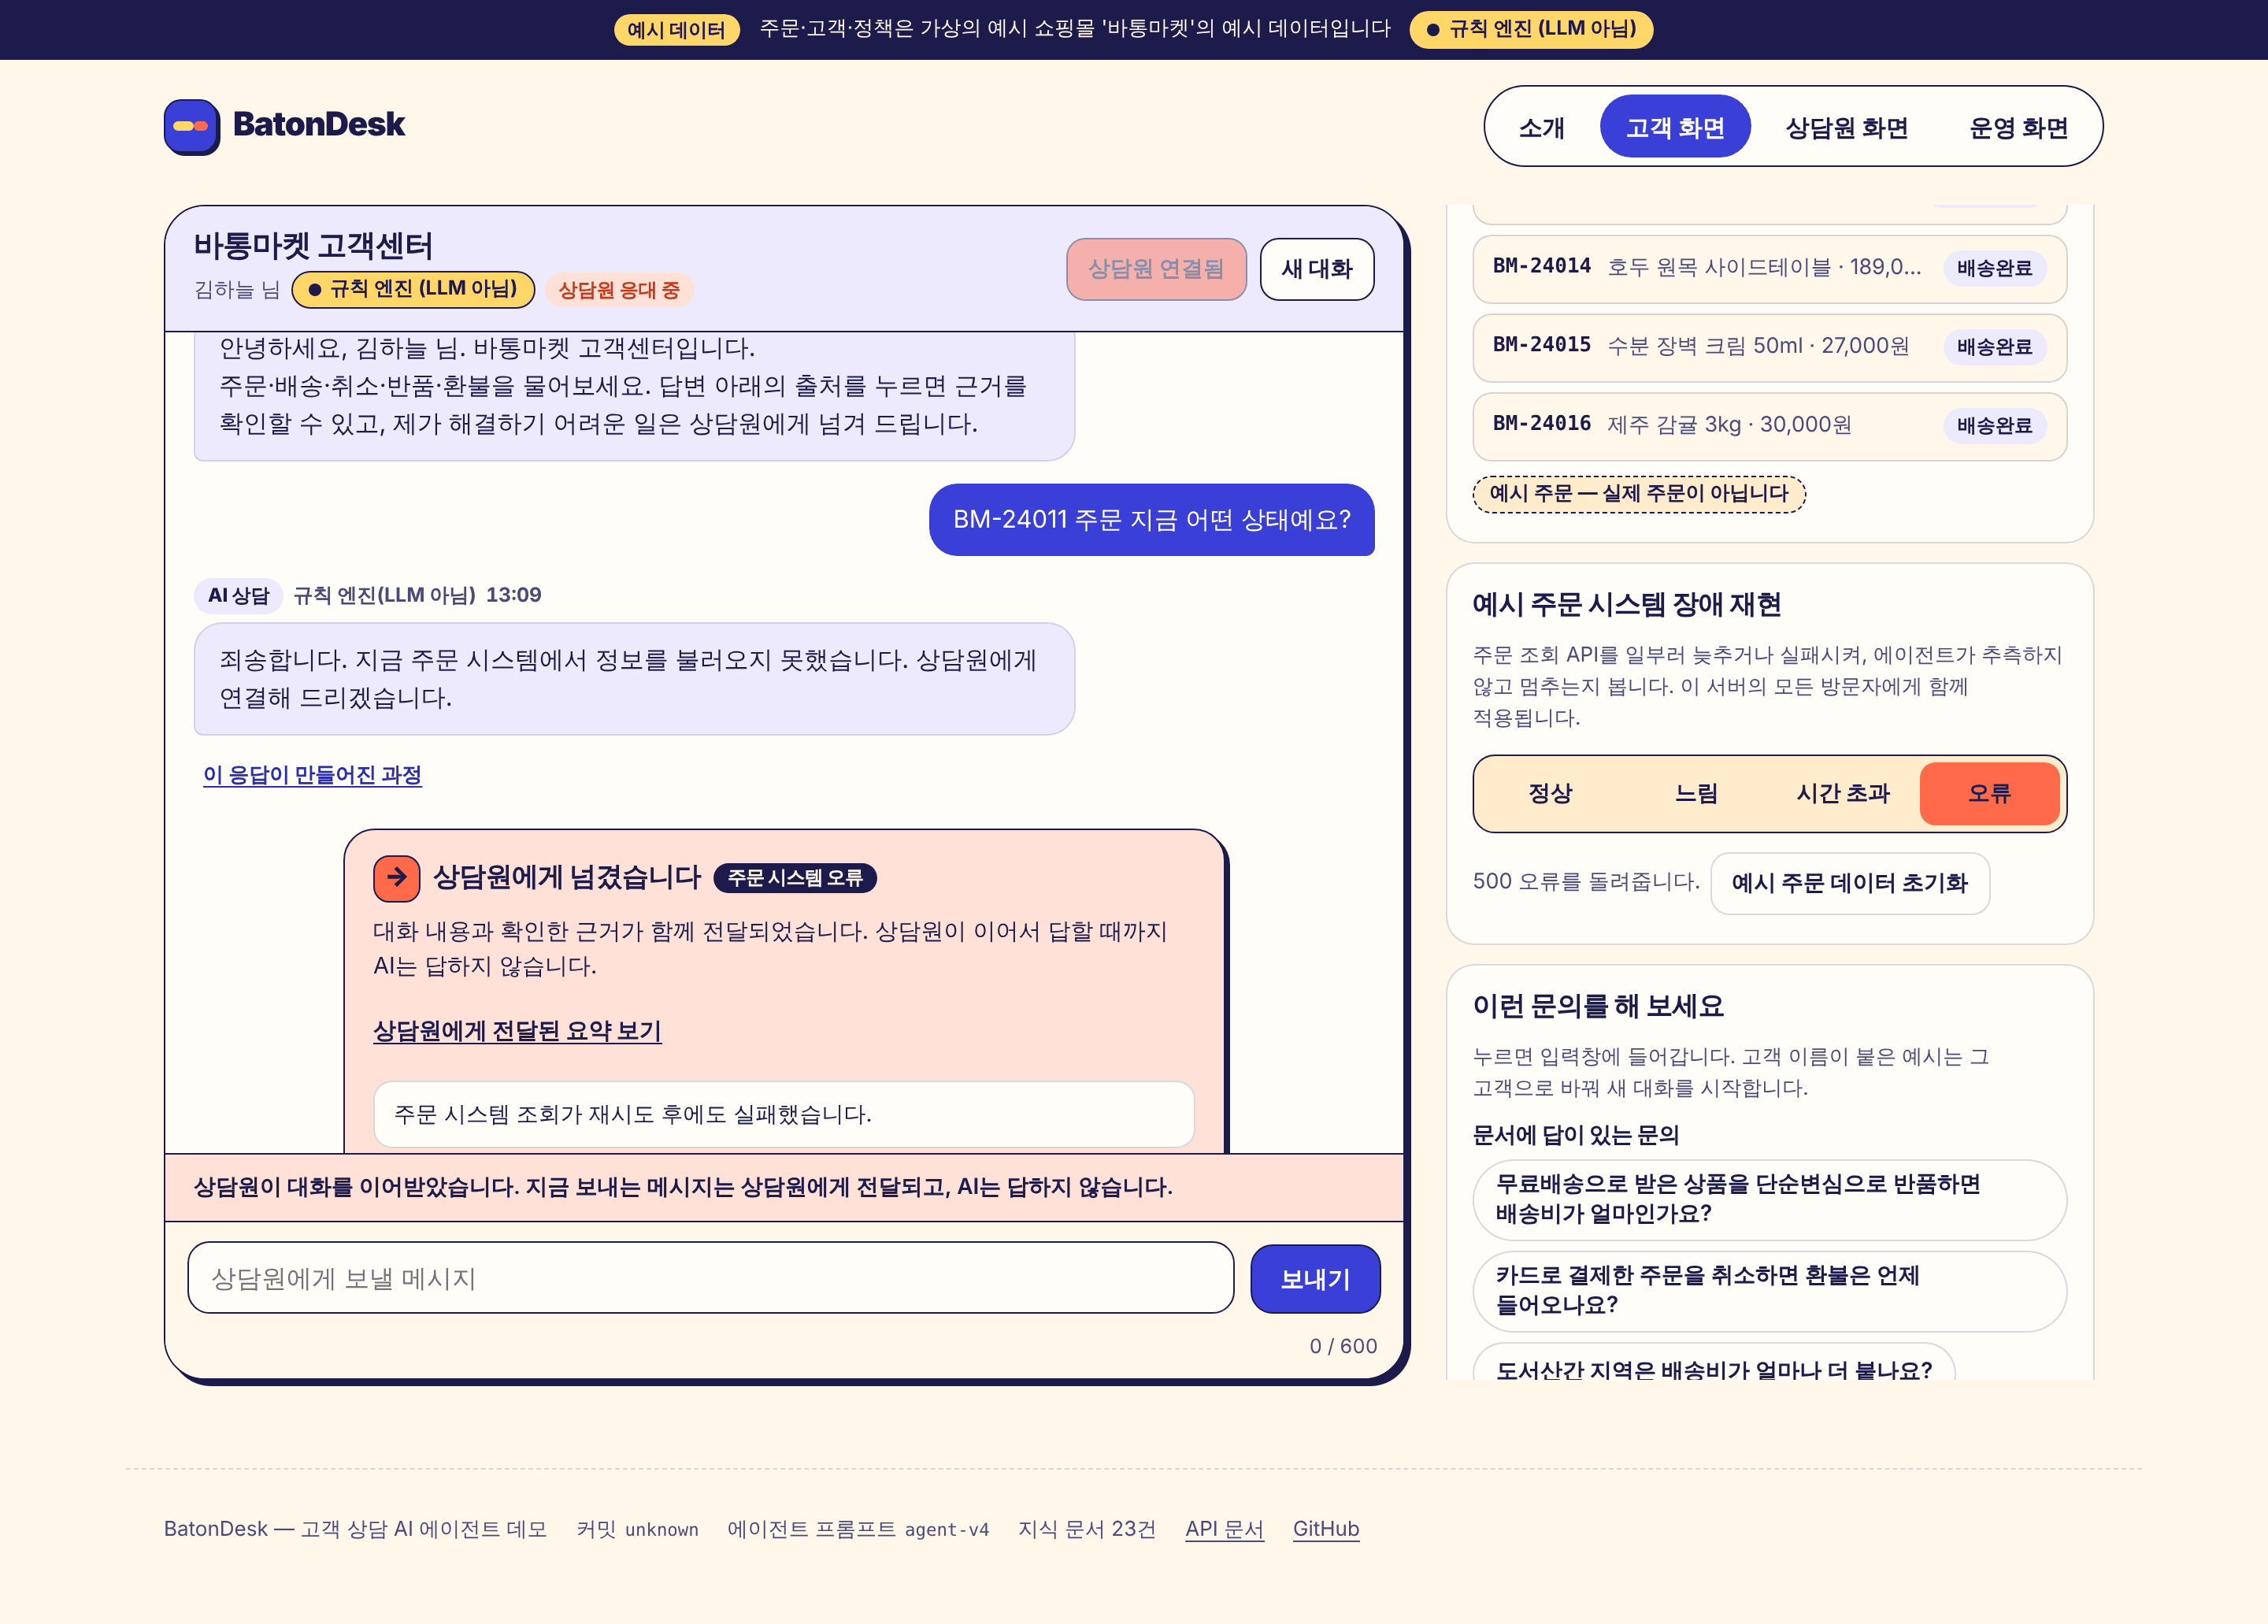 예시 데이터 주문·고객·정책은 가상의 예시 쇼핑몰 '바통마켓'의 예시 데이터입니다 규칙 엔진 (LLM 아님)
BatonDesk
소개 고객 화면 상담원 화면 운영 화면
바통마켓 고객센터
김하늘 님 규칙 엔진 (LLM 아님) 상담원 응대 중
상담원 연결됨 새 대화
안녕하세요, 김하늘 님. 바통마켓 고객센터입니다.
주문·배송·취소·반품·환불을 물어보세요. 답변 아래의 출처를 누르면 근거를
확인할 수 있고, 제가 해결하기 어려운 일은 상담원에게 넘겨 드립니다.
BM-24011 주문 지금 어떤 상태예요?
AI 상담 규칙 엔진(LLM 아님) 13:09
죄송합니다. 지금 주문 시스템에서 정보를 불러오지 못했습니다. 상담원에게
연결해 드리겠습니다.
이 응답이 만들어진 과정
상담원에게 넘겼습니다 주문 시스템 오류
대화 내용과 확인한 근거가 함께 전달되었습니다. 상담원이 이어서 답할 때까지
AI는 답하지 않습니다.
상담원에게 전달된 요약 보기
주문 시스템 조회가 재시도 후에도 실패했습니다.
상담원이 대화를 이어받았습니다. 지금 보내는 메시지는 상담원에게 전달되고, AI는 답하지 않습니다.
상담원에게 보낼 메시지
보내기
0 / 600
BM-24014 호두 원목 사이드테이블 · 189,0... 배송완료
BM-24015 수분 장벽 크림 50ml · 27,000원 배송완료
BM-24016 제주 감귤 3kg · 30,000원 배송완료
예시 주문 — 실제 주문이 아닙니다
예시 주문 시스템 장애 재현
주문 조회 API를 일부러 늦추거나 실패시켜, 에이전트가 추측하지
않고 멈추는지 봅니다. 이 서버의 모든 방문자에게 함께
적용됩니다.
정상 느림 시간 초과 오류
500 오류를 돌려줍니다. 예시 주문 데이터 초기화
이런 문의를 해 보세요
누르면 입력창에 들어갑니다. 고객 이름이 붙은 예시는 그
고객으로 바꿔 새 대화를 시작합니다.
문서에 답이 있는 문의
무료배송으로 받은 상품을 단순변심으로 반품하면
배송비가 얼마인가요?
카드로 결제한 주문을 취소하면 환불은 언제
들어오나요?
도서산간 지역은 배송비가 얼마나 더 붙나요?
BatonDesk — 고객 상담 AI 에이전트 데모 커밋 unknown 에이전트 프롬프트 agent-v4 지식 문서 23건 API 문서 GitHub